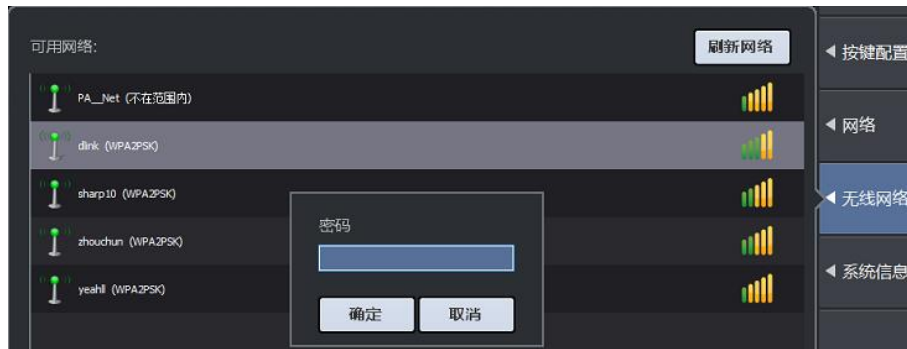 可用网络:
刷新网络
PA__Net (不在范围内)
dlink (WPA2PSK)
sharp10 (WPA2PSK)
zhouchun (WPA2PSK)
yeahll (WPA2PSK)
密码
确定
取消
按键配置
网络
无线网络
系统信息